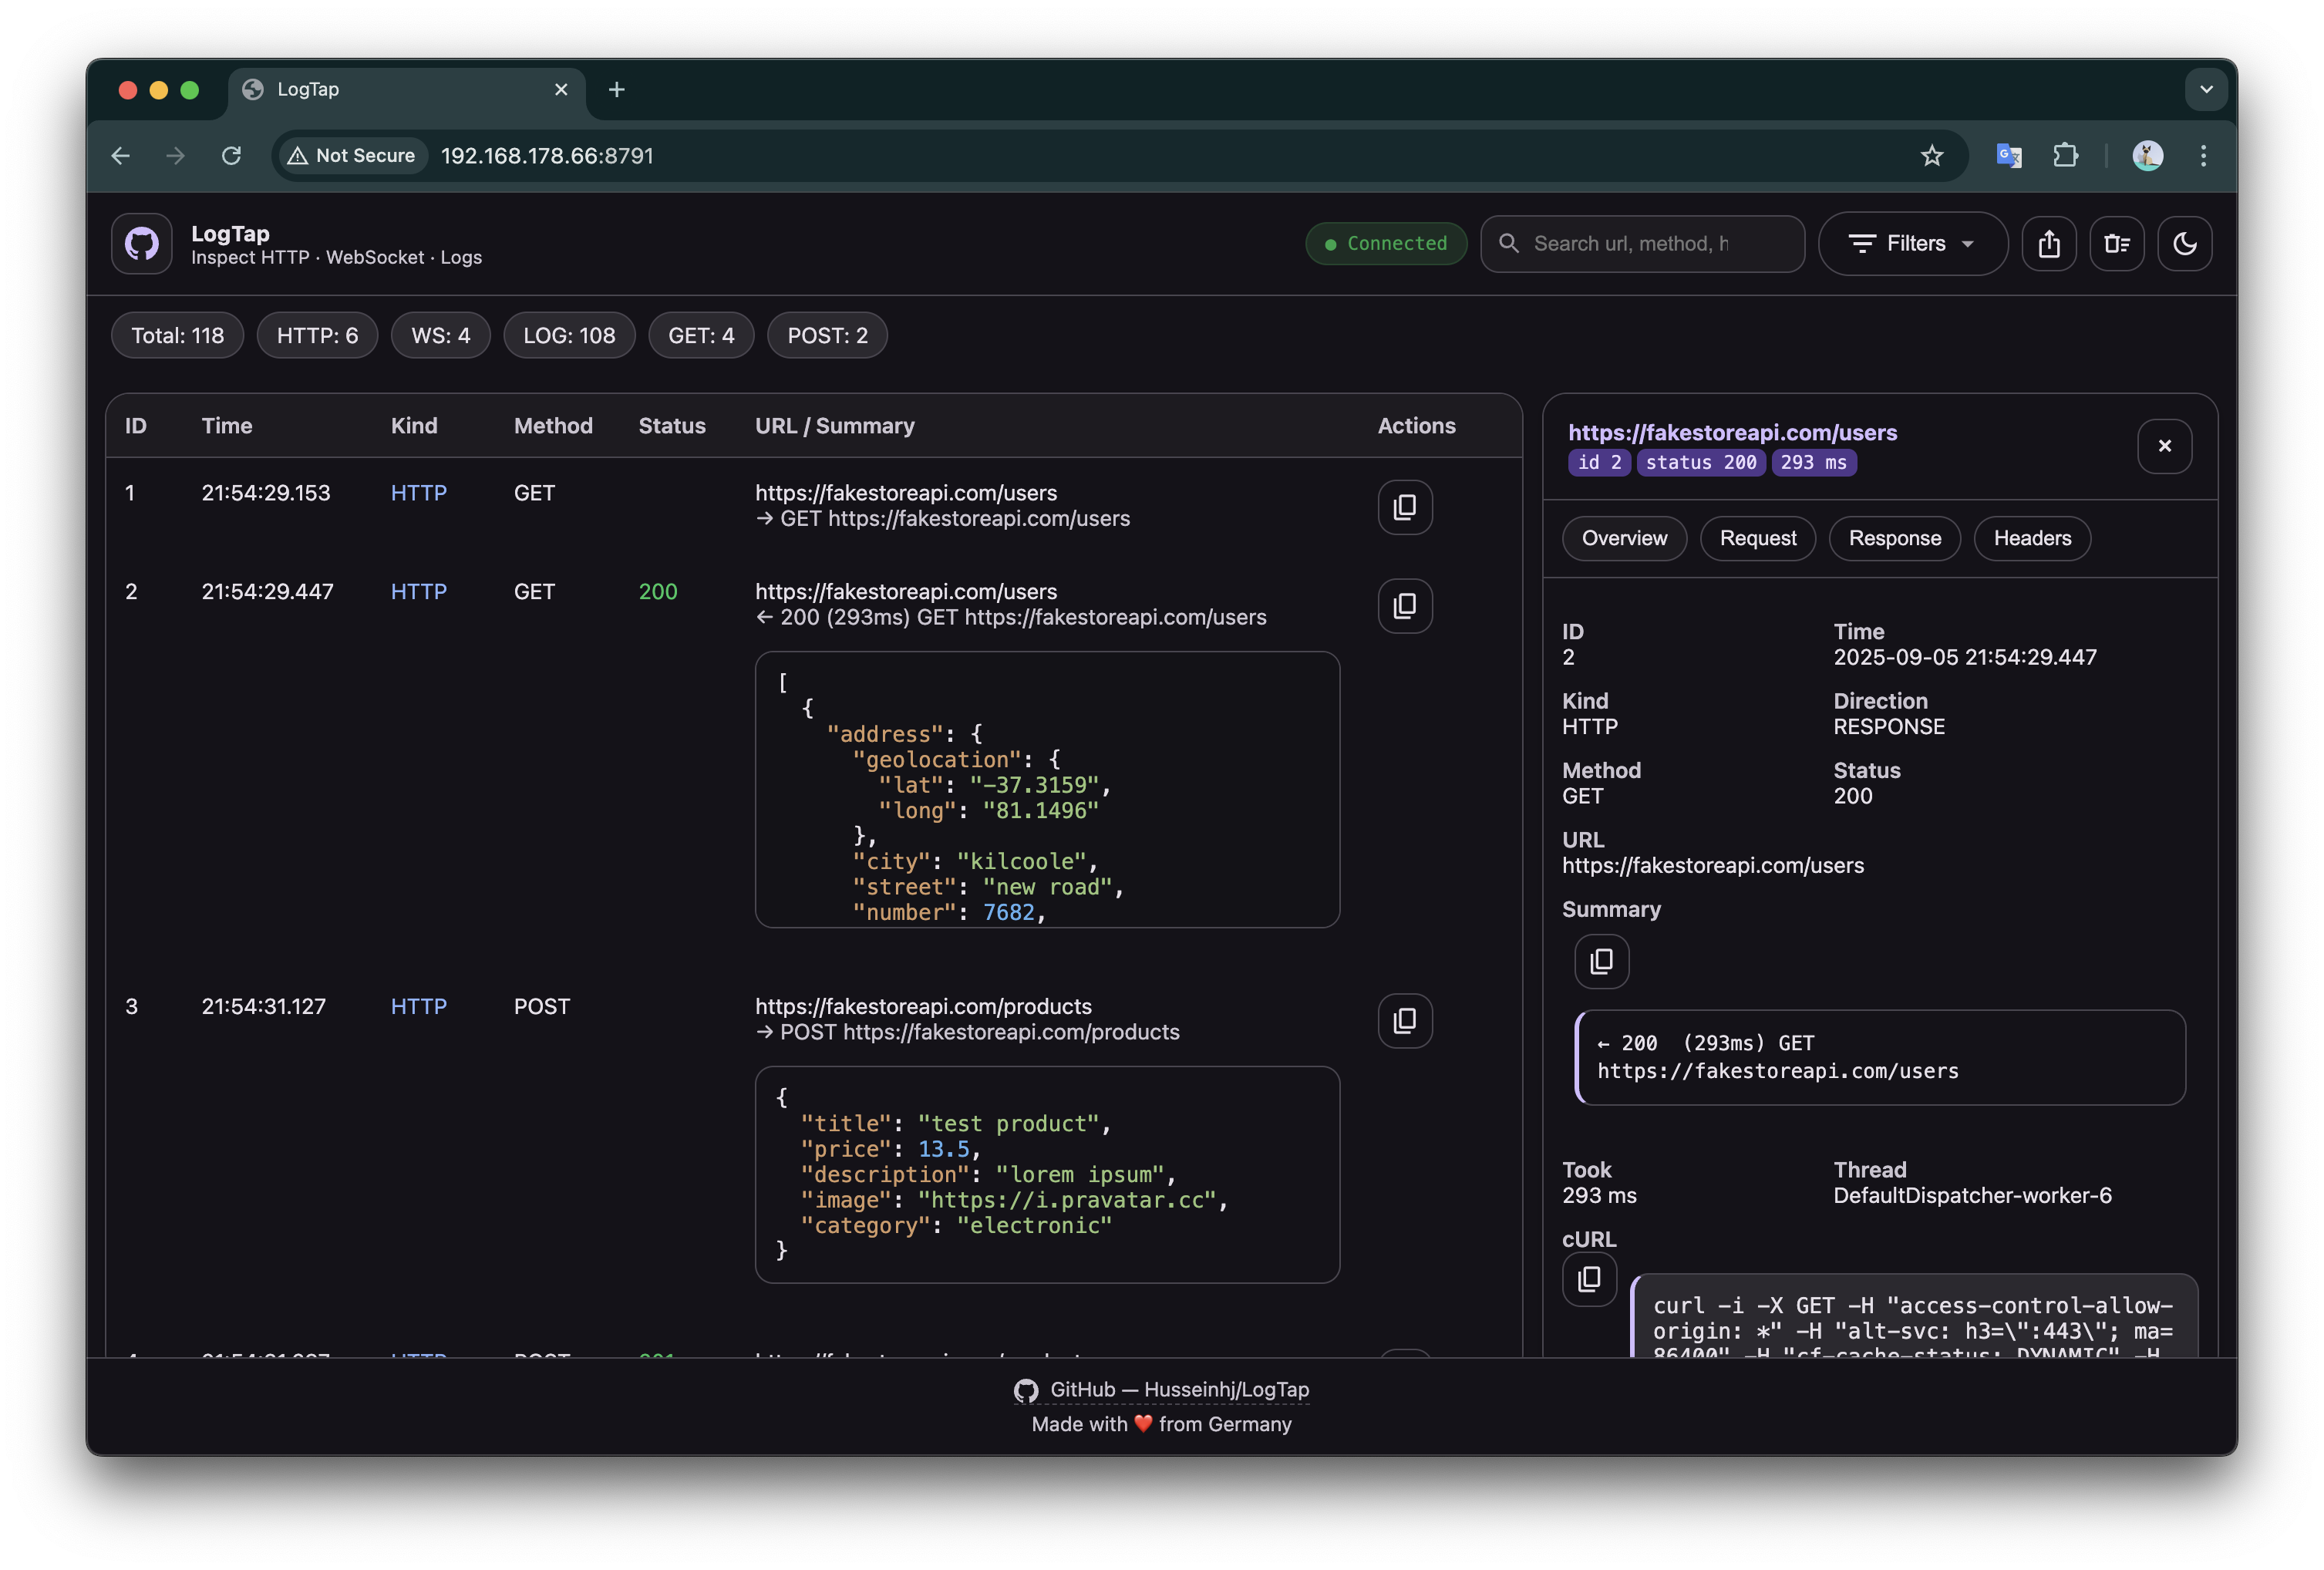 LogTap
Not Secure 192.168.178.66:8791
LogTap
Inspect HTTP · WebSocket · Logs
Connected
Search url, method, h
Filters
Total: 118 HTTP: 6 WS: 4 LOG: 108 GET: 4 POST: 2
ID Time Kind Method Status URL / Summary Actions
1 21:54:29.153 HTTP GET https://fakestoreapi.com/users
→ GET https://fakestoreapi.com/users
2 21:54:29.447 HTTP GET 200 https://fakestoreapi.com/users
← 200 (293ms) GET https://fakestoreapi.com/users
[
{
"address": {
"geolocation": {
"lat": "-37.3159",
"long": "81.1496"
},
"city": "kilcoole",
"street": "new road",
"number": 7682,
3 21:54:31.127 HTTP POST https://fakestoreapi.com/products
→ POST https://fakestoreapi.com/products
{
"title": "test product",
"price": 13.5,
"description": "lorem ipsum",
"image": "https://i.pravatar.cc",
"category": "electronic"
}
https://fakestoreapi.com/users
id 2 status 200 293 ms
Overview Request Response Headers
ID Time
2 2025-09-05 21:54:29.447
Kind Direction
HTTP RESPONSE
Method Status
GET 200
URL
https://fakestoreapi.com/users
Summary
← 200 (293ms) GET
https://fakestoreapi.com/users
Took Thread
293 ms DefaultDispatcher-worker-6
cURL
curl -i -X GET -H "access-control-allow-
origin: *" -H "alt-svc: h3=\":443\"; ma=
86400" -H "cf-cache-status: DYNAMIC" -H
GitHub — Husseinhj/LogTap
Made with ❤️ from Germany